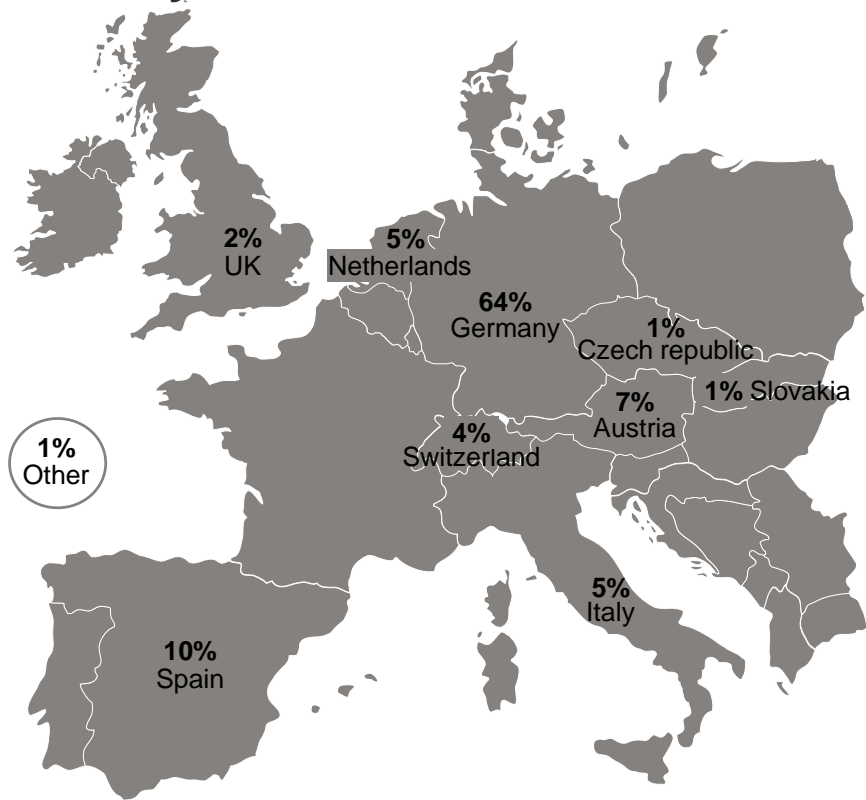 2%
UK
5%
Netherlands
64%
Germany
1%
Czech republic
1% Slovakia
7%
Austria
4%
Switzerland
1%
Other
5%
Italy
10%
Spain